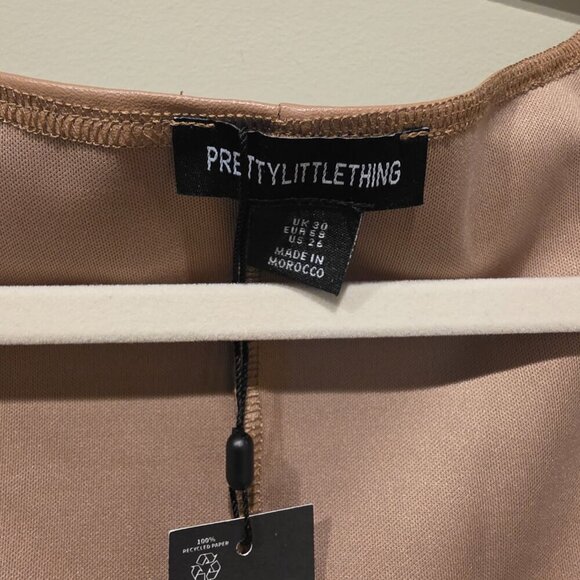 PRETTYLITTLETHING
UK 30
EUR 58
US 26
MADE IN
MOROCCO
100%
RECYCLED PAPER